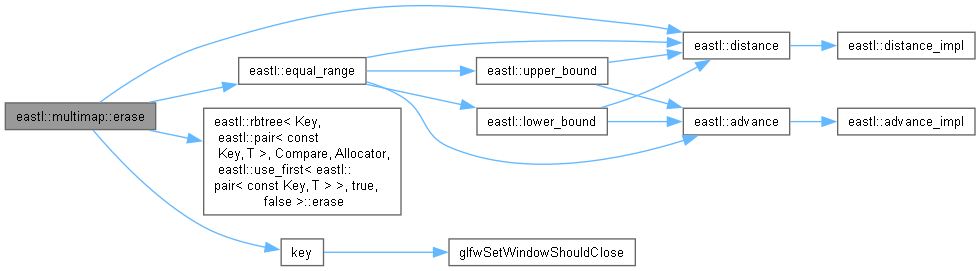 eastl::multimap::erase
eastl::equal_range
eastl::rbtree< Key,
eastl::pair< const
Key, T >, Compare, Allocator,
eastl::use_first< eastl::
pair< const Key, T > >, true,
false >::erase
key
eastl::upper_bound
eastl::lower_bound
glfwSetWindowShouldClose
eastl::distance
eastl::advance
eastl::distance_impl
eastl::advance_impl